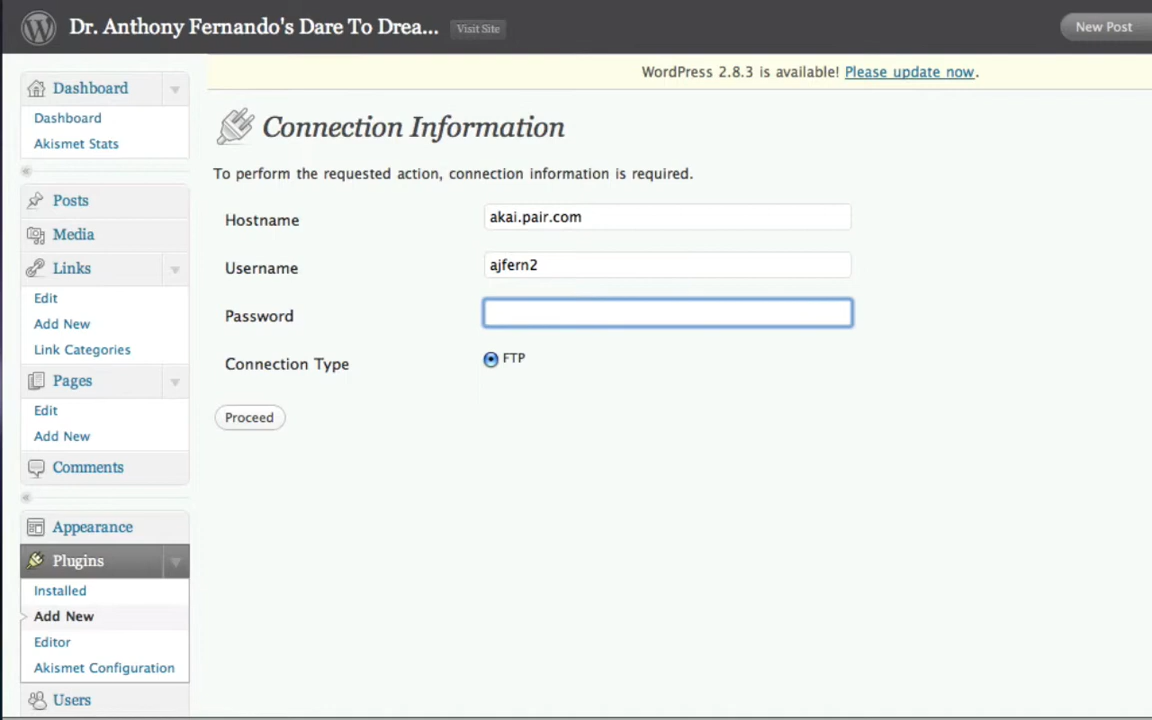 Dr. Anthony Fernando's Dare To Drea...
Visit Site
New Post
WordPress 2.8.3 is available! Please update now.
Dashboard
Dashboard
Akismet Stats
Posts
Media
Links
Edit
Add New
Link Categories
Pages
Edit
Add New
Comments
Appearance
Plugins
Installed
Add New
Editor
Akismet Configuration
Users
Connection Information
To perform the requested action, connection information is required.
Hostname akai.pair.com
Username ajfern2
Password
Connection Type FTP
Proceed